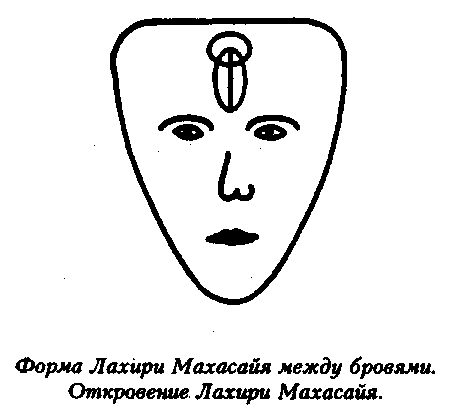 Форма Лахири Махасайя между бровями.
Откровение Лахири Махасайя.